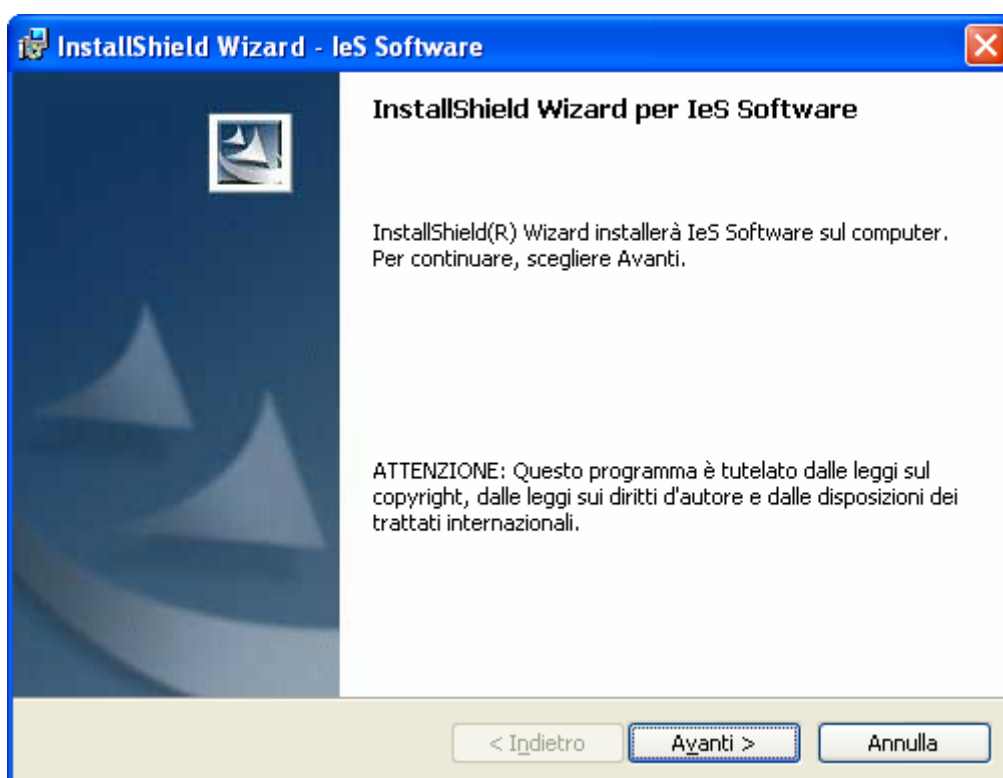 InstallShield Wizard - IeS Software
InstallShield Wizard per IeS Software
InstallShield(R) Wizard installerà IeS Software sul computer.
Per continuare, scegliere Avanti.
ATTENZIONE: Questo programma è tutelato dalle leggi sul
copyright, dalle leggi sui diritti d'autore e dalle disposizioni dei
trattati internazionali.
< Indietro Avanti > Annulla